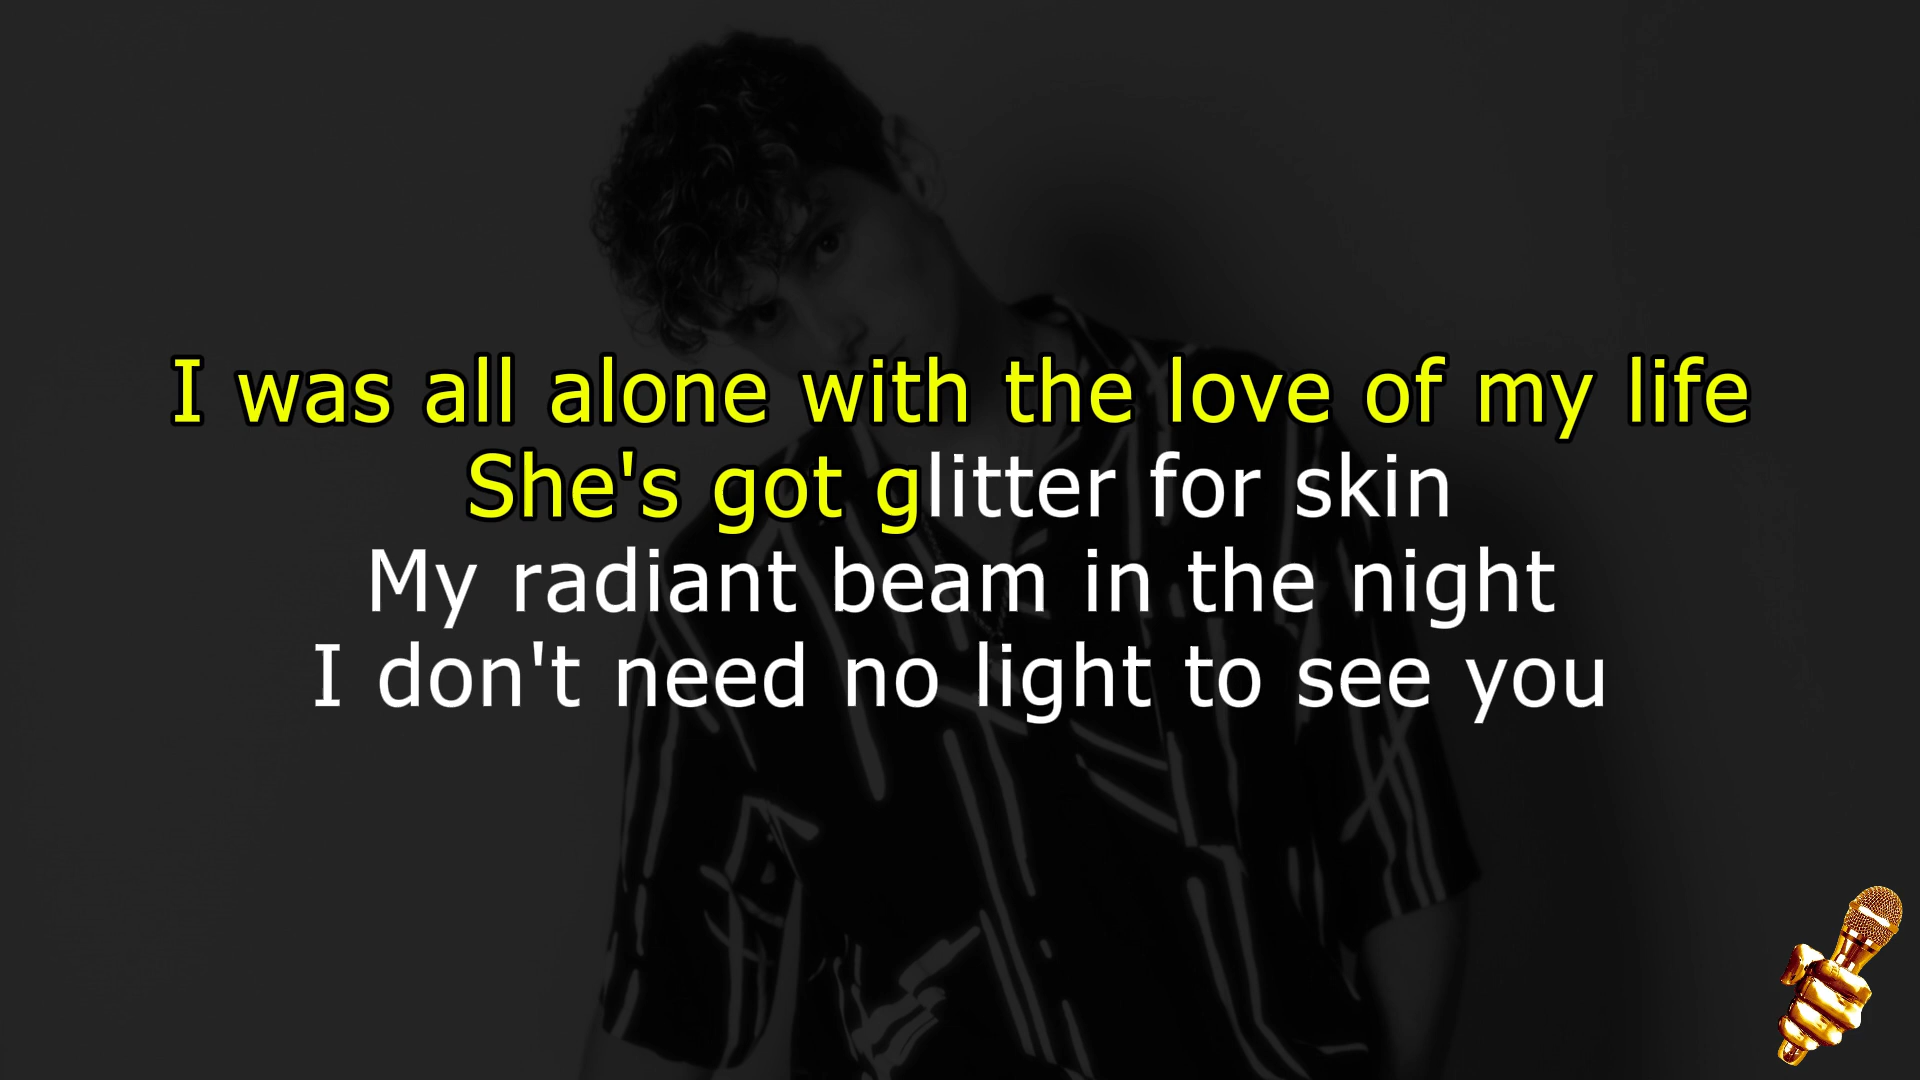 I was all alone with the love of my life
She's got glitter for skin
My radiant beam in the night
I don't need no light to see you